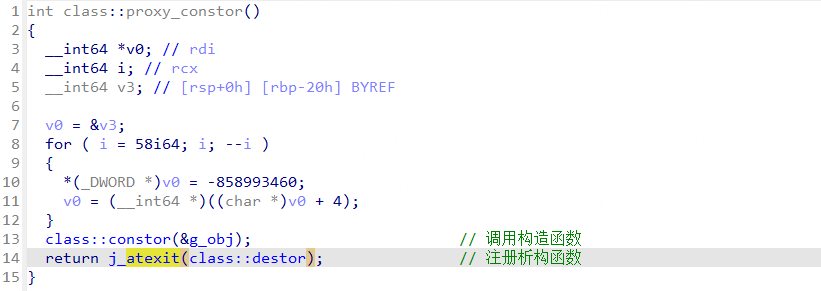 1 int class::proxy_constor()
2 {
3 __int64 *v0; // rdi
4 __int64 i; // rcx
5 __int64 v3; // [rsp+0h] [rbp-20h] BYREF
6
7 v0 = &v3;
8 for ( i = 58i64; i; --i )
9 {
10 *(_DWORD *)v0 = -858993460;
11 v0 = (__int64 *)((char *)v0 + 4);
12 }
13 class::constor(&g_obj); // 调用构造函数
14 return j_atexit(class::destor); // 注册析构函数
15 }